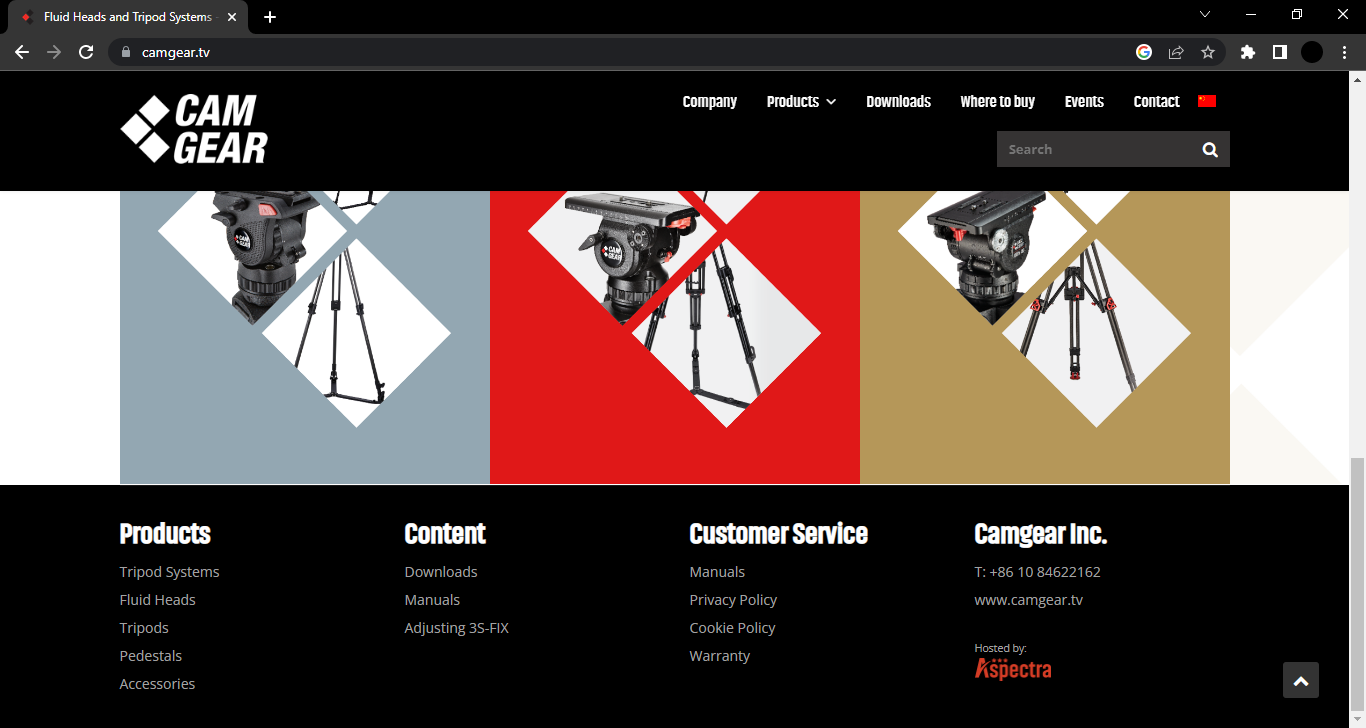 Fluid Heads and Tripod Systems -
camgear.tv
CAM
GEAR
Company
Products
Downloads
Where to buy
Events
Contact
Search
CAM
GEAR
CAM
GEAR
Products
Tripod Systems
Fluid Heads
Tripods
Pedestals
Accessories
Content
Downloads
Manuals
Adjusting 3S-FIX
Customer Service
Manuals
Privacy Policy
Cookie Policy
Warranty
Camgear Inc.
T: +86 10 84622162
www.camgear.tv
Hosted by:
Aspectra